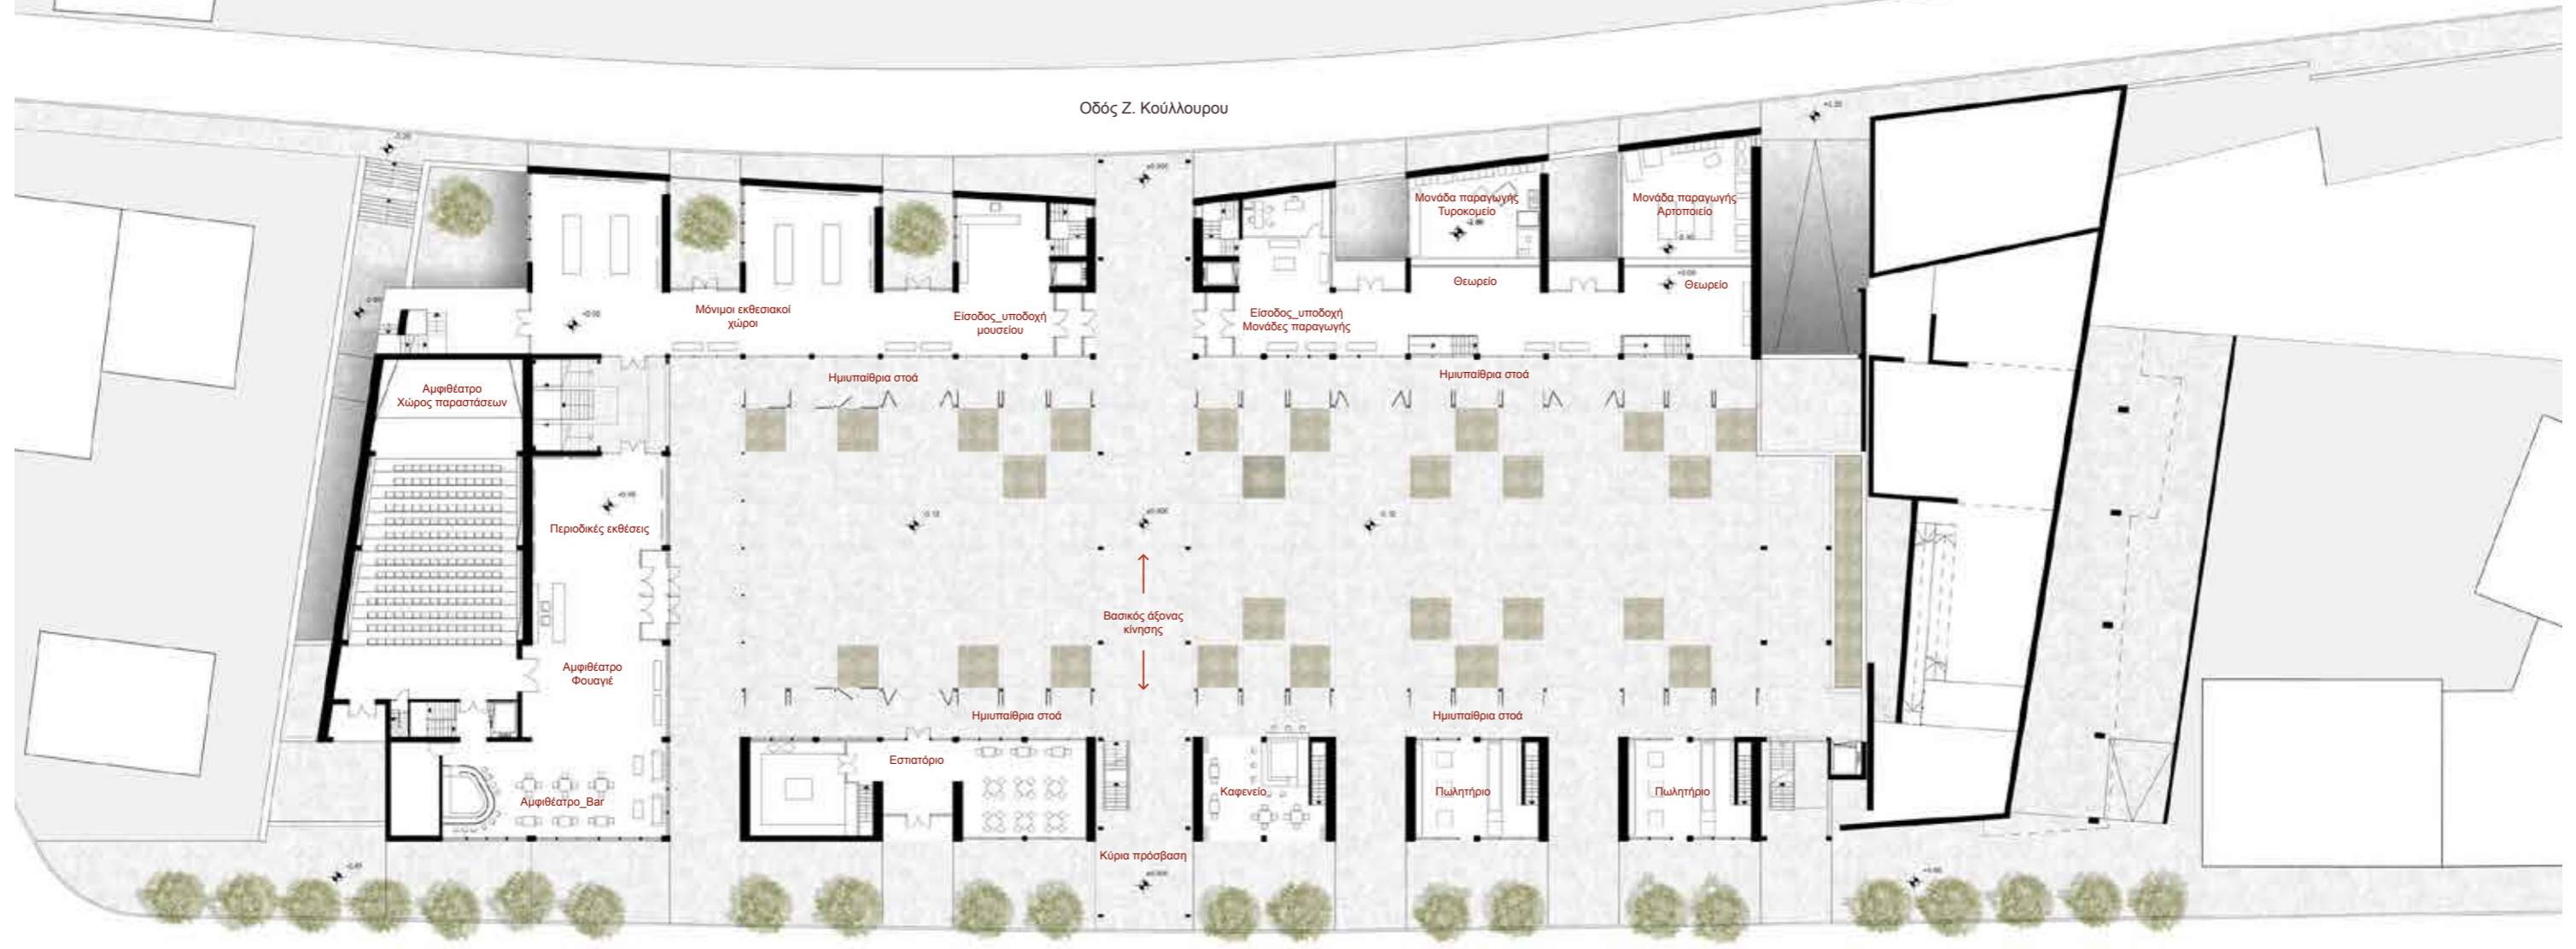 Οδός Ζ. Κούλλουρου
Μονάδα παραγωγής
Τυροκομείο
Μονάδα παραγωγής
Αρτοποιείο
Θεωρείο
Θεωρείο
Μόνιμοι εκθεσιακοί
χώροι
Είσοδος_υποδοχή
μουσείου
Είσοδος_υποδοχή
Μονάδες παραγωγής
Ημιυπαίθρια στοά
Ημιυπαίθρια στοά
Αμφιθέατρο
Χώρος παραστάσεων
Περιοδικές εκθέσεις
Βασικός άξονας
κίνησης
Αμφιθέατρο
Φουαγιέ
Ημιυπαίθρια στοά
Ημιυπαίθρια στοά
Εστιατόριο
Αμφιθέατρο_Bar
Καφενείο
Πωλητήριο
Πωλητήριο
Κύρια πρόσβαση